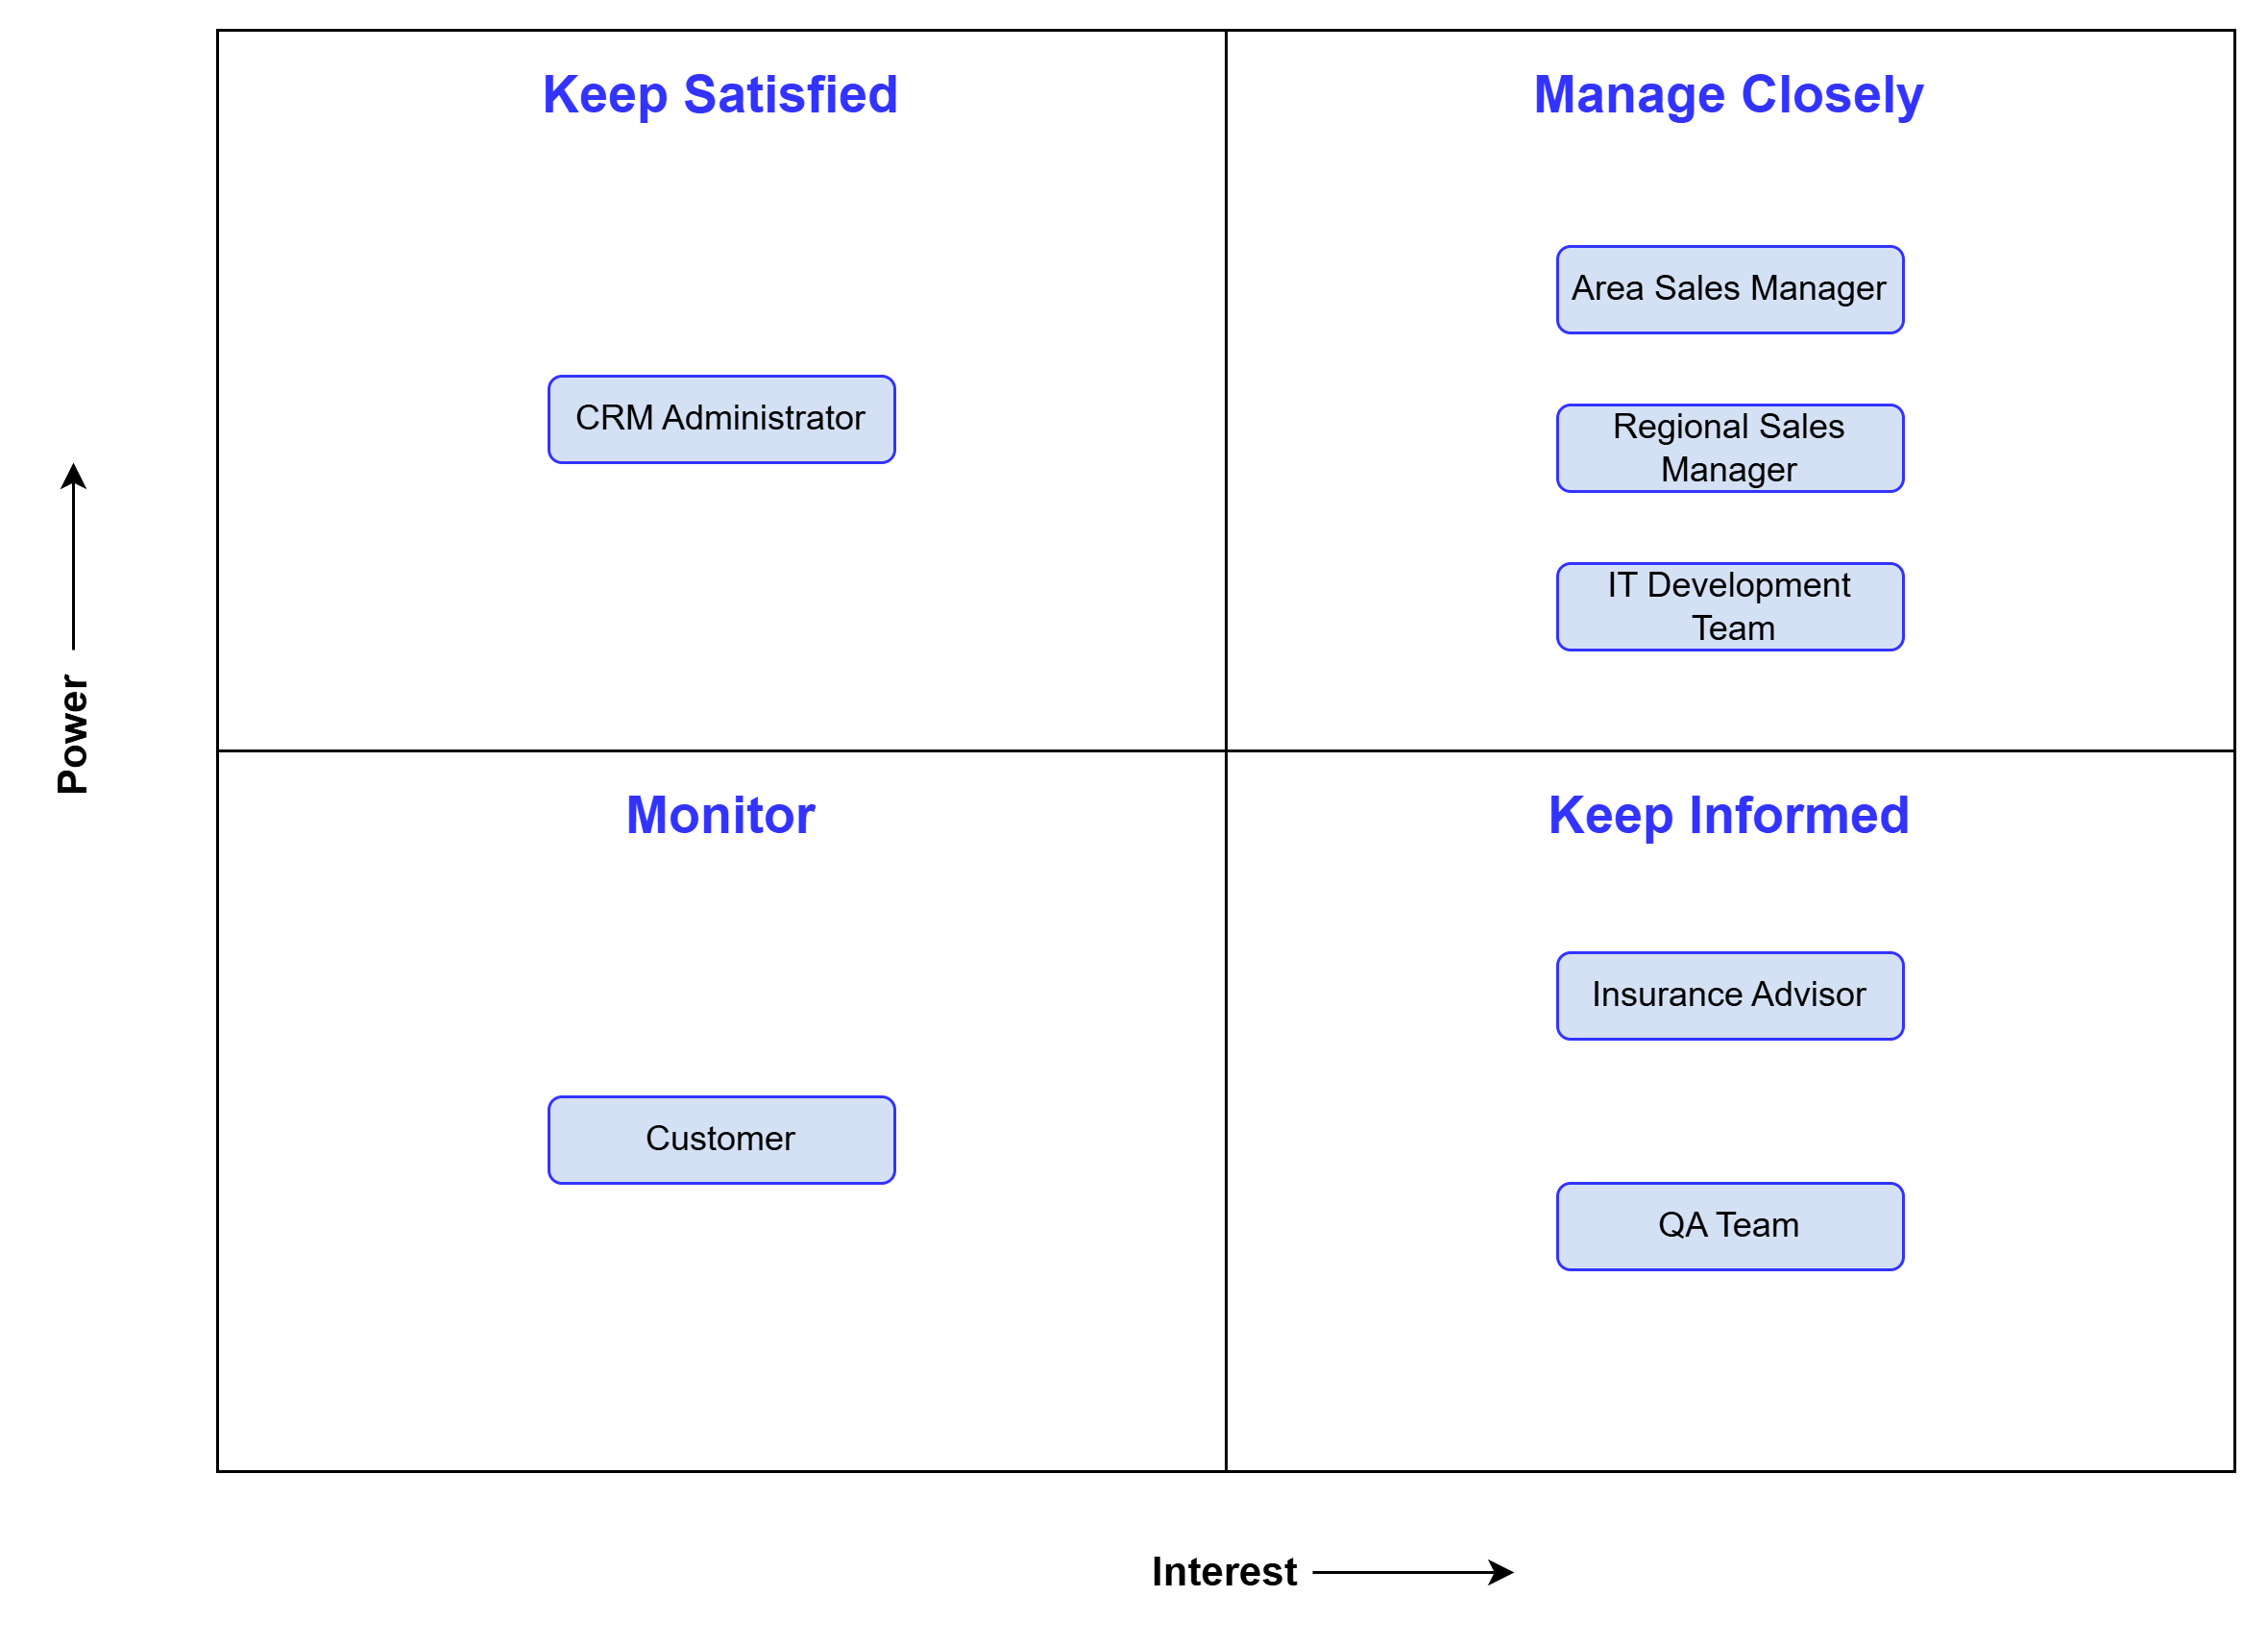 Keep Satisfied
Manage Closely
Area Sales Manager
CRM Administrator
Regional Sales
Manager
IT Development
Team
Power
Monitor
Keep Informed
Insurance Advisor
Customer
QA Team
Interest